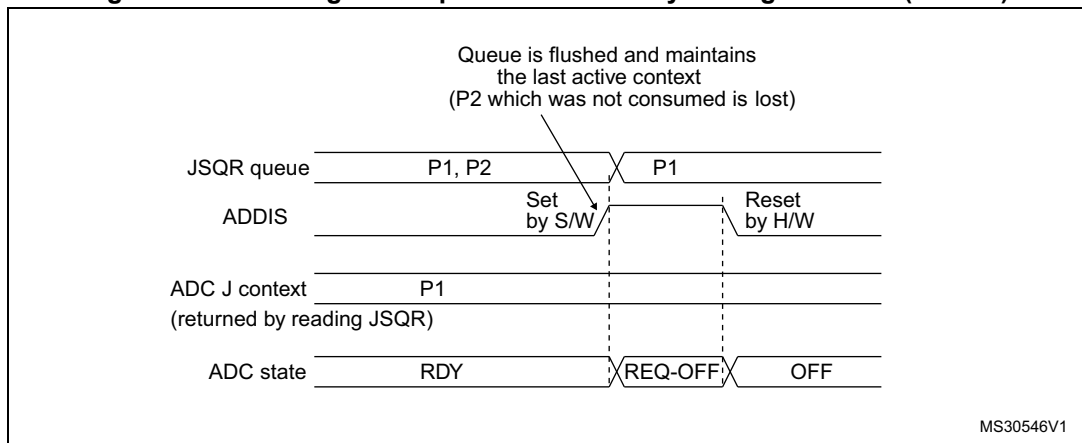 Queue is flushed and maintains
the last active context
(P2 which was not consumed is lost)
JSQR queue
P1, P2
P1
ADDIS
Set
by S/W
Reset
by H/W
ADC J context
(returned by reading JSQR)
P1
ADC state
RDY
REQ-OFF
OFF
MS30546V1